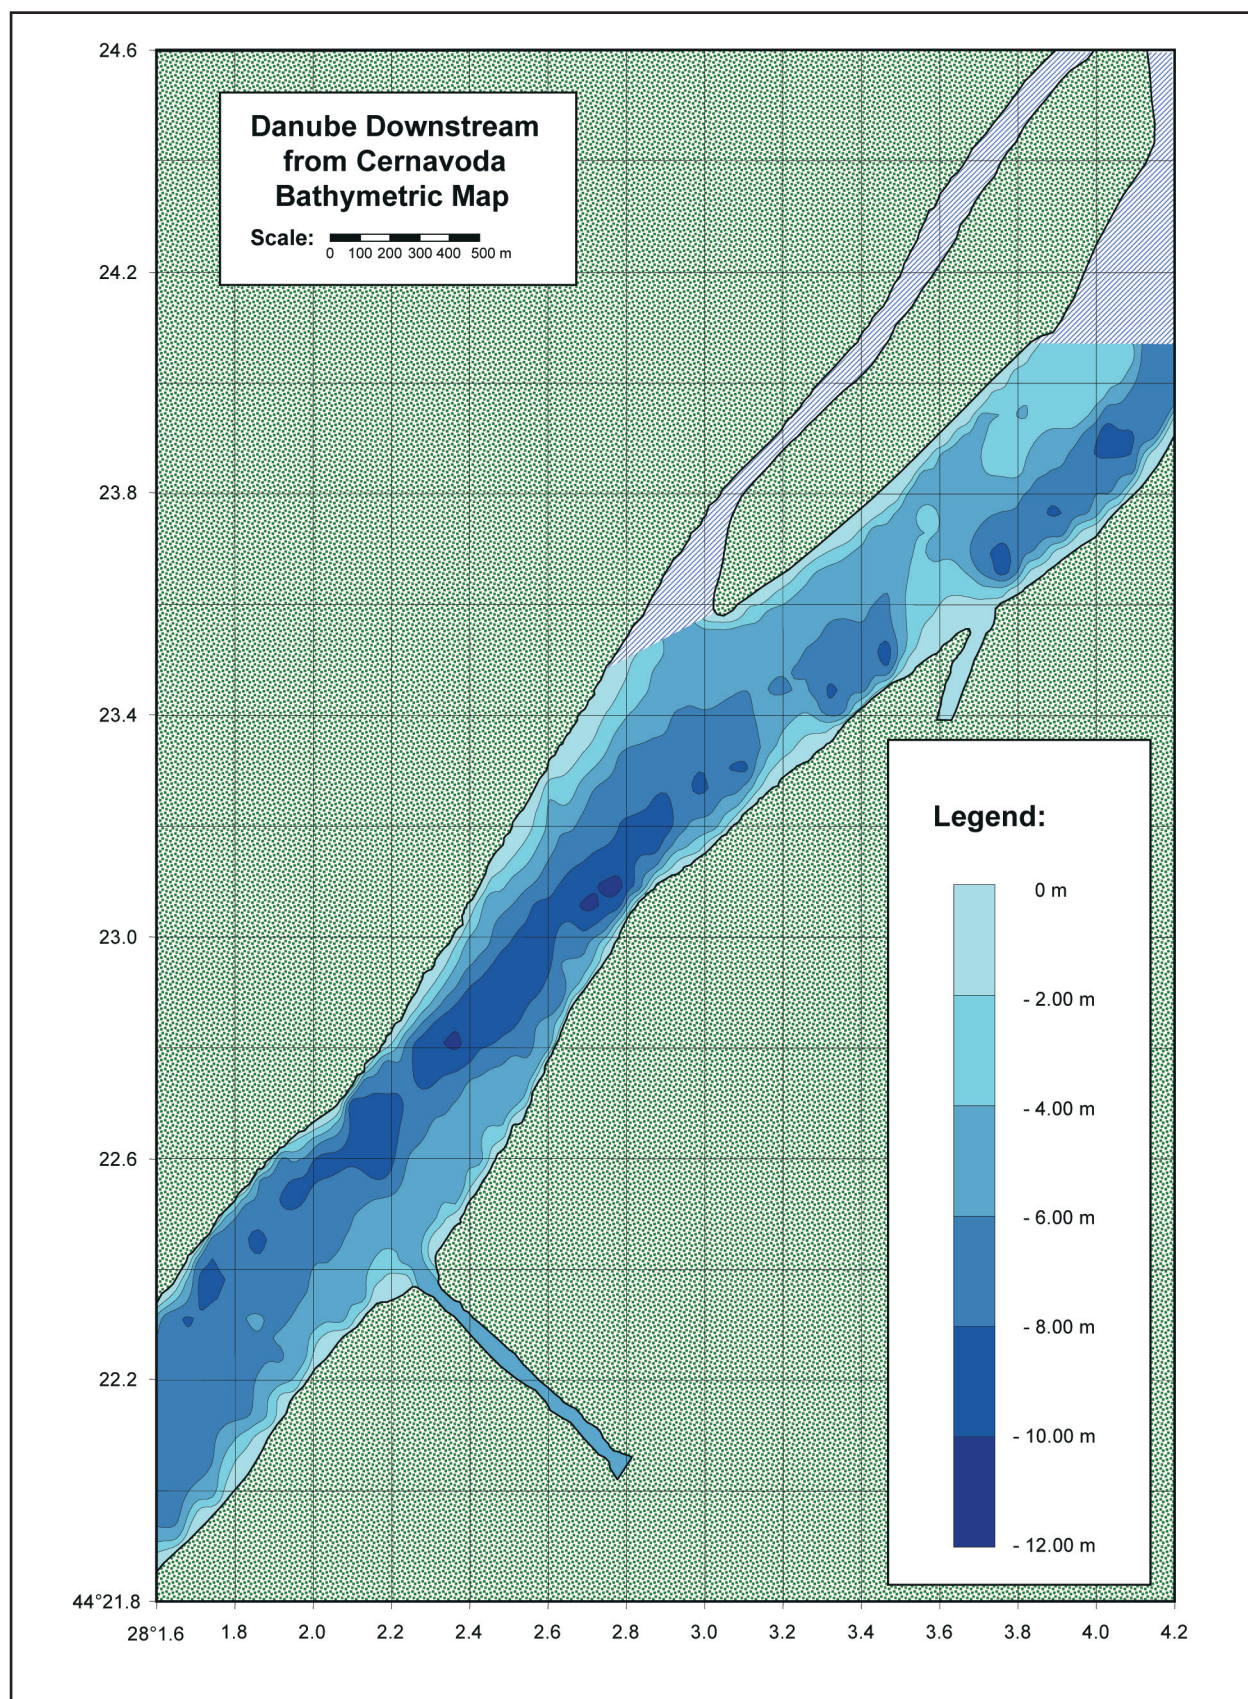 Danube Downstream
from Cernavoda
Bathymetric Map
Scale:
0 100 200 300 400 500 m
24.6
24.2
23.8
23.4
23.0
22.6
22.2
44°21.8
28°1.6 1.8 2.0 2.2 2.4 2.6 2.8 3.0 3.2 3.4 3.6 3.8 4.0 4.2
Legend:
0 m
- 2.00 m
- 4.00 m
- 6.00 m
- 8.00 m
- 10.00 m
- 12.00 m